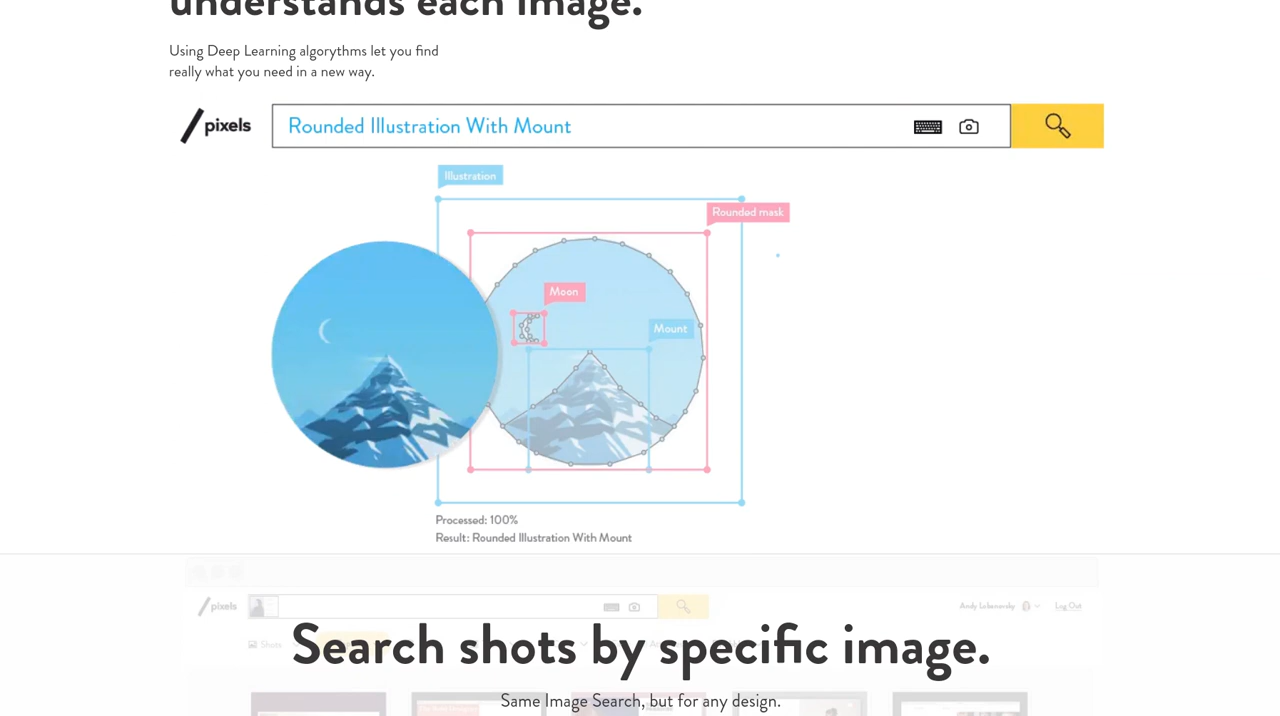 understands each image.
Using Deep Learning algorythms let you find
really what you need in a new way.
pixels
Rounded Illustration With Mount
Illustration
Rounded mask
Moon
Mount
Processed: 100%
Result: Rounded Illustration With Mount
pixels
Andy Lobanovsky
Log Out
Shots
Search shots by specific image.
Same Image Search, but for any design.